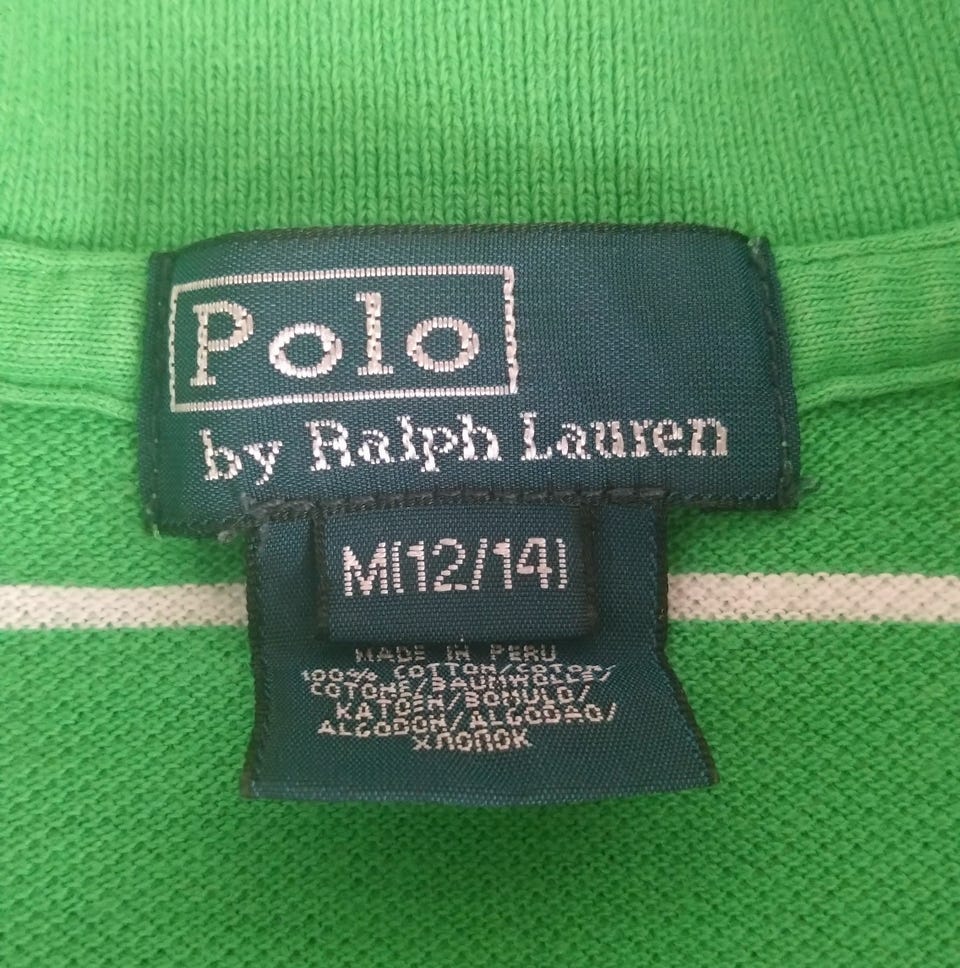 Polo
by Ralph Lauren
M(12/14)
MADE IN PERU
100% COTTON/COTON/
COTONE/BAUMWOLLE/
KATOEN/BOMULD/
ALGODON/ALGODAO/
ХЛОПОК